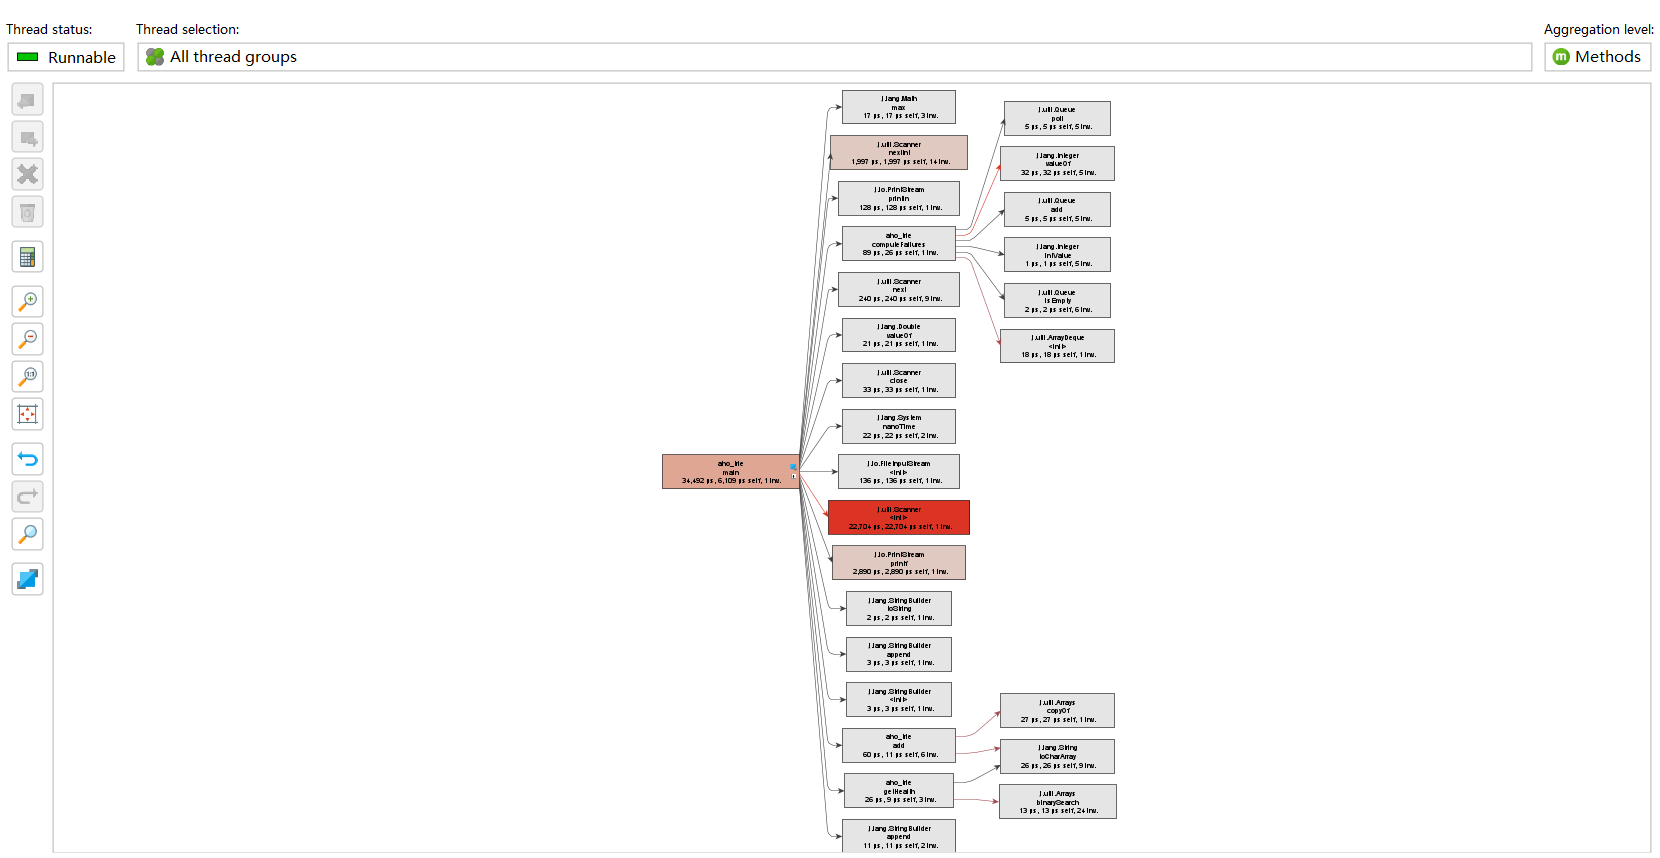 Thread status:
Thread selection:
Aggregation level:
Runnable
All thread groups
Methods
j.lang.Math
max
17 µs, 17 µs self, 3 inv.
j.util.Scanner
nextInt
1,997 µs, 1,997 µs self, 14 inv.
j.io.PrintStream
println
128 µs, 128 µs self, 1 inv.
aho_trie
computeFailures
89 µs, 26 µs self, 1 inv.
j.util.Scanner
next
240 µs, 240 µs self, 9 inv.
j.lang.Double
valueOf
21 µs, 21 µs self, 1 inv.
j.util.Scanner
close
33 µs, 33 µs self, 1 inv.
j.lang.System
nanoTime
22 µs, 22 µs self, 2 inv.
aho_trie
main
34,492 µs, 6,109 µs self, 1 inv.
j.io.FileInputStream
<init>
136 µs, 136 µs self, 1 inv.
j.util.Scanner
<init>
22,704 µs, 22,704 µs self, 1 inv.
j.io.PrintStream
printf
2,890 µs, 2,890 µs self, 1 inv.
j.lang.StringBuilder
toString
2 µs, 2 µs self, 1 inv.
j.lang.StringBuilder
append
3 µs, 3 µs self, 1 inv.
j.lang.StringBuilder
<init>
3 µs, 3 µs self, 1 inv.
aho_trie
add
60 µs, 11 µs self, 6 inv.
aho_trie
getHealth
26 µs, 9 µs self, 3 inv.
j.lang.StringBuilder
append
11 µs, 11 µs self, 2 inv.
j.util.Queue
poll
5 µs, 5 µs self, 5 inv.
j.lang.Integer
valueOf
32 µs, 32 µs self, 5 inv.
j.util.Queue
add
5 µs, 5 µs self, 5 inv.
j.lang.Integer
intValue
1 µs, 1 µs self, 5 inv.
j.util.Queue
isEmpty
2 µs, 2 µs self, 6 inv.
j.util.ArrayDeque
<init>
18 µs, 18 µs self, 1 inv.
j.util.Arrays
copyOf
27 µs, 27 µs self, 1 inv.
j.lang.String
toCharArray
26 µs, 26 µs self, 9 inv.
j.util.Arrays
binarySearch
13 µs, 13 µs self, 24 inv.